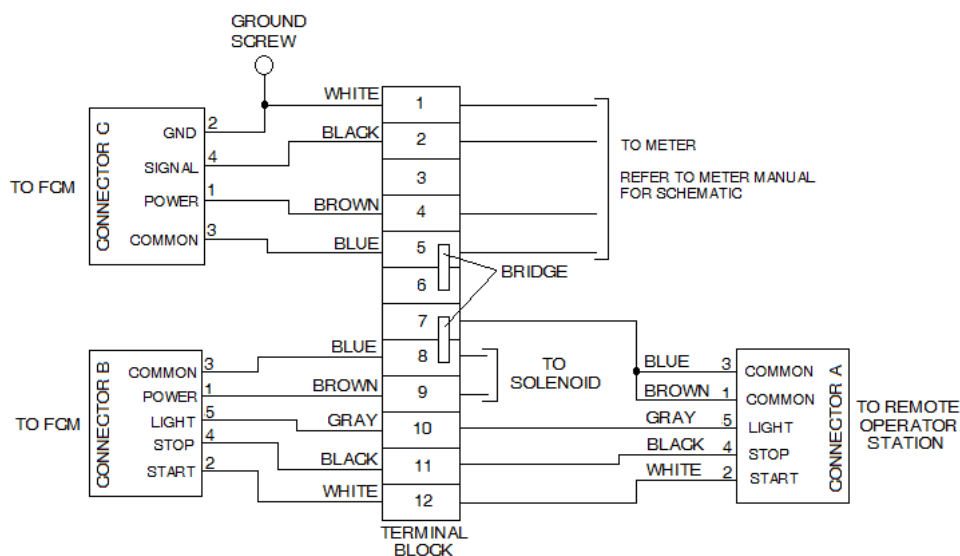 GROUND
SCREW
CONNECTOR C
TO FCM
GND 2
SIGNAL 4
POWER 1
COMMON 3
WHITE
BLACK
BROWN
BLUE
1
2
3
4
5
6
7
8
9
10
11
12
TERMINAL
BLOCK
TO METER
REFER TO METER MANUAL
FOR SCHEMATIC
BRIDGE
TO
SOLENOID
CONNECTOR B
TO FCM
COMMON 3
POWER 1
LIGHT 5
STOP 4
START 2
BLUE
BROWN
GRAY
BLACK
WHITE
BLUE 3 COMMON
BROWN 1 COMMON
GRAY 5 LIGHT
BLACK 4 STOP
WHITE 2 START
CONNECTOR A
TO REMOTE
OPERATOR
STATION